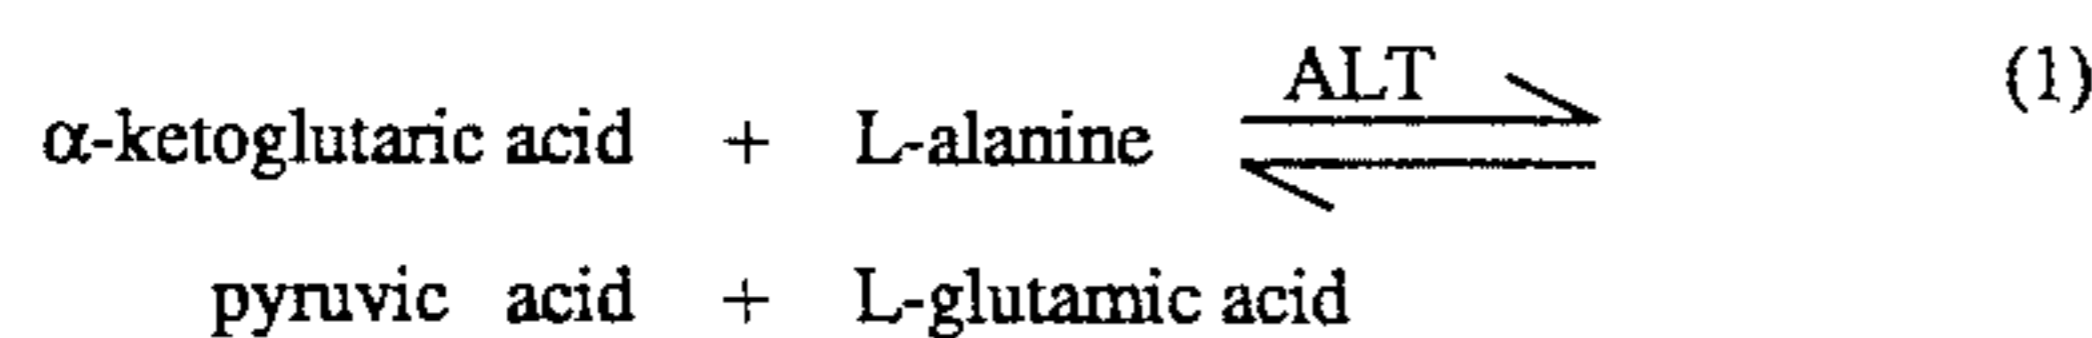 ALT (1)
α-ketoglutaric acid + L-alanine ⇌
pyruvic acid + L-glutamic acid